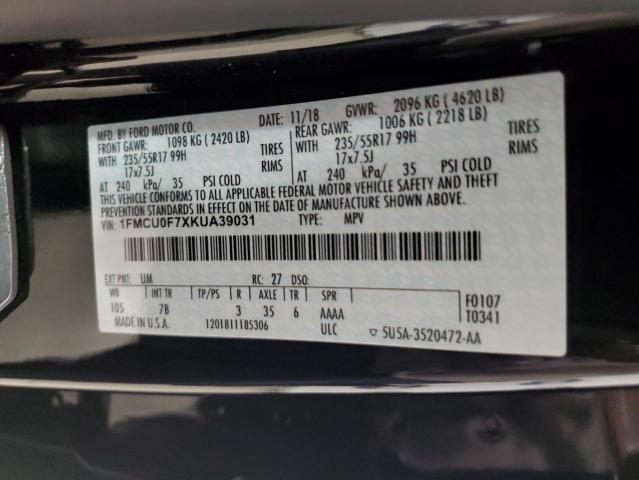 MFD. BY FORD MOTOR CO. DATE: 11/18 GVWR: 2096 KG ( 4620 LB)
FRONT GAWR: 1098 KG ( 2420 LB) REAR GAWR: 1006 KG ( 2218 LB)
WITH 235/55R17 99H TIRES WITH 235/55R17 99H TIRES
17x7.5J RIMS 17x7.5J RIMS
AT 240 kPa/ 35 PSI COLD AT 240 kPa/ 35 PSI COLD
THIS VEHICLE CONFORMS TO ALL APPLICABLE FEDERAL MOTOR VEHICLE SAFETY AND THEFT
PREVENTION STANDARDS IN EFFECT ON THE DATE OF MANUFACTURE SHOWN ABOVE.
VIN: 1FMCU0F7XKUA39031 TYPE: MPV
EXT PNT: UM RC: 27 DSO:
WB INT TR TP/PS R AXLE TR SPR
105 7B 3 35 6 AAAA F0107
MADE IN U.S.A. 1201811185306 ULC T0341
5U5A-3520472-AA